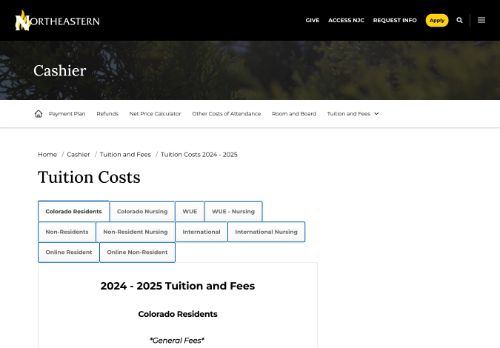 NORTHEASTERN
GIVE ACCESS NJC REQUEST INFO Apply
Cashier
Payment Plan Refunds Net Price Calculator Other Costs of Attendance Room and Board Tuition and Fees
Home / Cashier / Tuition and Fees / Tuition Costs 2024 - 2025
Tuition Costs
Colorado Residents Colorado Nursing WUE WUE - Nursing
Non-Residents Non-Resident Nursing International International Nursing
Online Resident Online Non-Resident
2024 - 2025 Tuition and Fees
Colorado Residents
*General Fees*